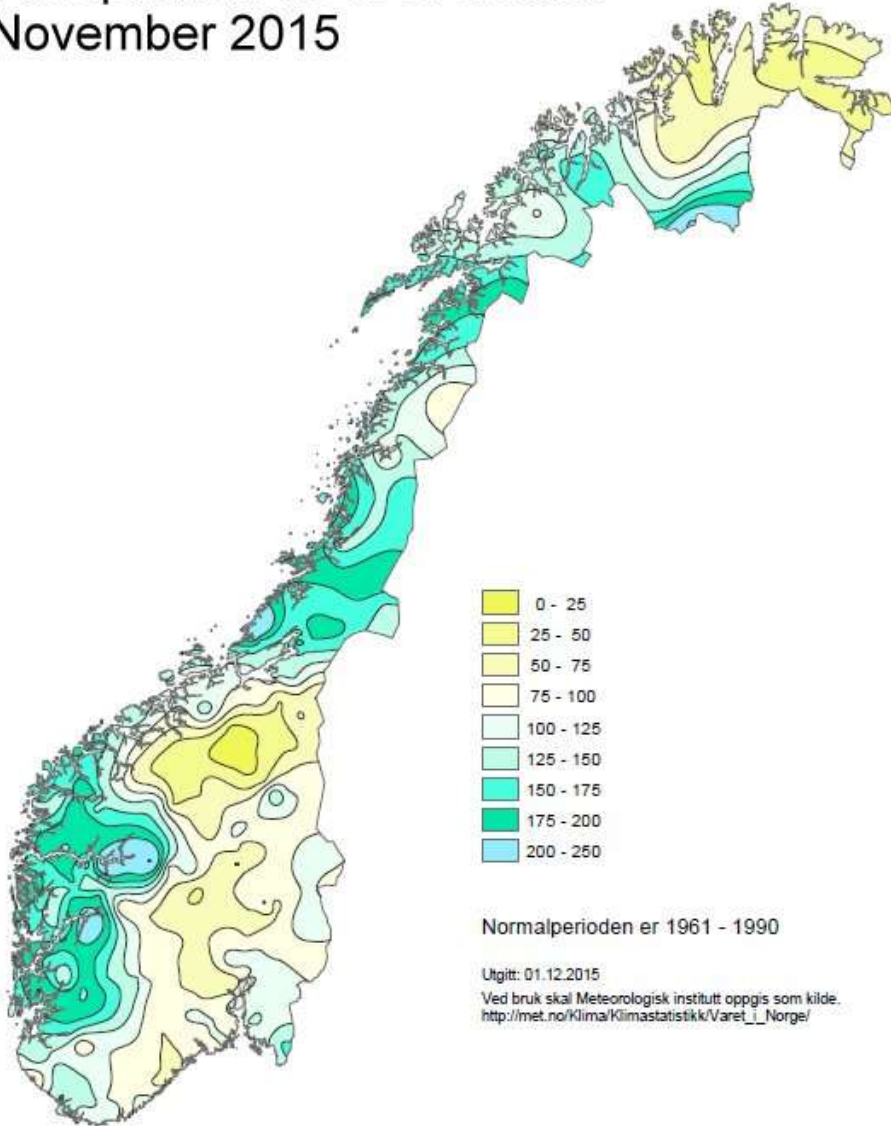 November 2015
0 - 25
25 - 50
50 - 75
75 - 100
100 - 125
125 - 150
150 - 175
175 - 200
200 - 250
Normalperioden er 1961 - 1990
Utgitt: 01.12.2015
Ved bruk skal Meteorologisk institutt oppgis som kilde.
http://met.no/Klima/Klimastatistikk/Varet_i_Norge/